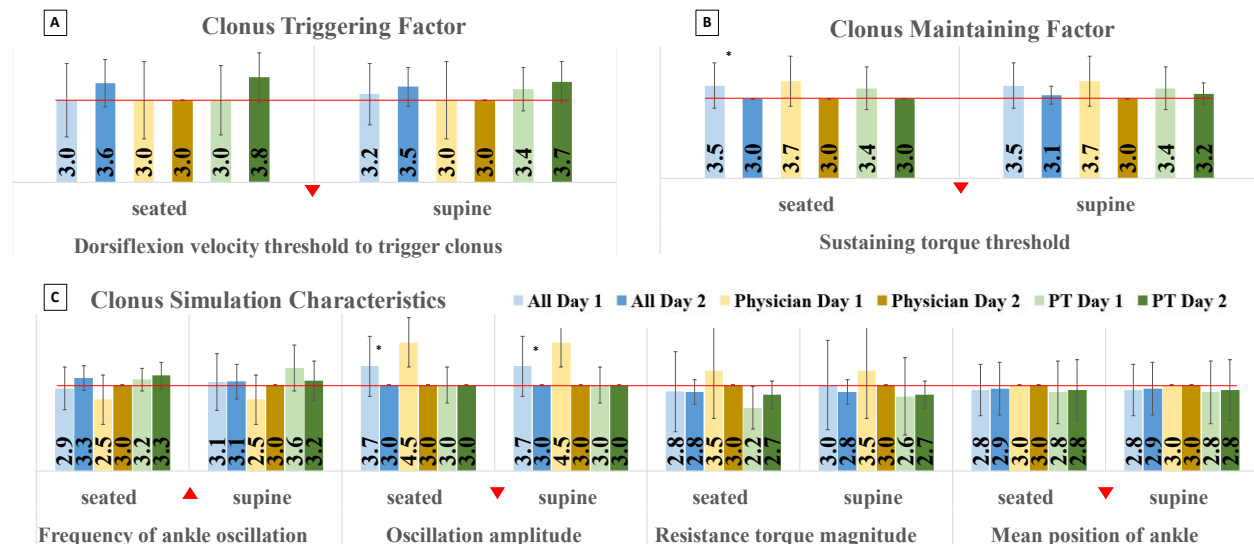 A
Clonus Triggering Factor
3.0 3.6 3.0 3.0 3.0 3.8 3.2 3.5 3.0 3.0 3.4 3.7
seated supine
Dorsiflexion velocity threshold to trigger clonus
B
Clonus Maintaining Factor
*
3.5 3.0 3.7 3.0 3.4 3.0 3.5 3.1 3.7 3.0 3.4 3.2
seated supine
Sustaining torque threshold
C
Clonus Simulation Characteristics
All Day 1 All Day 2 Physician Day 1 Physician Day 2 PT Day 1 PT Day 2
* *
2.9 3.3 2.5 3.0 3.2 3.3 3.1 3.1 2.5 3.0 3.6 3.2 3.7 3.0 4.5 3.0 3.0 3.0 3.7 3.0 4.5 3.0 3.0 3.0 2.8 2.8 3.5 3.0 2.2 2.7 3.0 2.8 3.5 3.0 2.6 2.7 2.8 2.9 3.0 3.0 2.8 2.8 2.8 2.9 3.0 3.0 2.8 2.8
seated supine seated supine seated supine seated supine
Frequency of ankle oscillation Oscillation amplitude Resistance torque magnitude Mean position of ankle